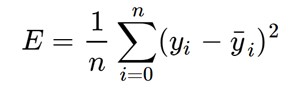 E = \frac{1}{n} \sum_{i=0}^{n} (y_i - \bar{y}_i)^2